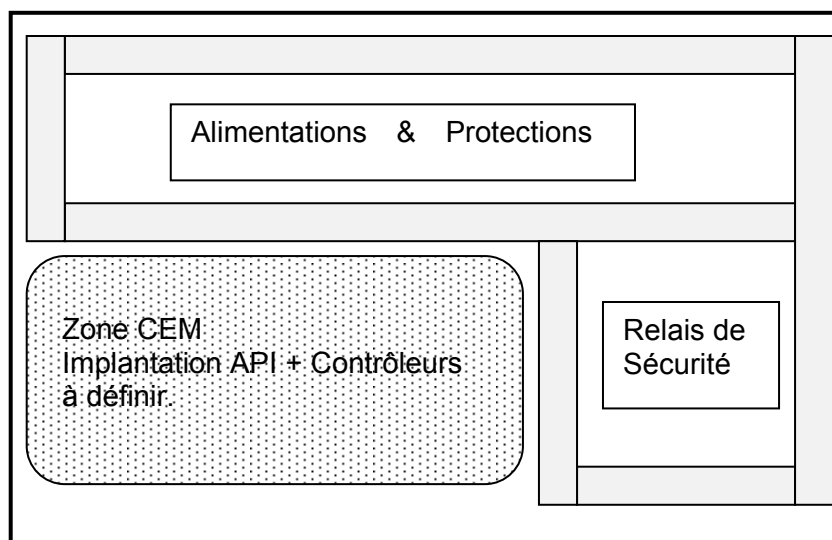 Alimentations & Protections
Zone CEM
Implantation API + Contrôleurs
à définir.
Relais de
Sécurité